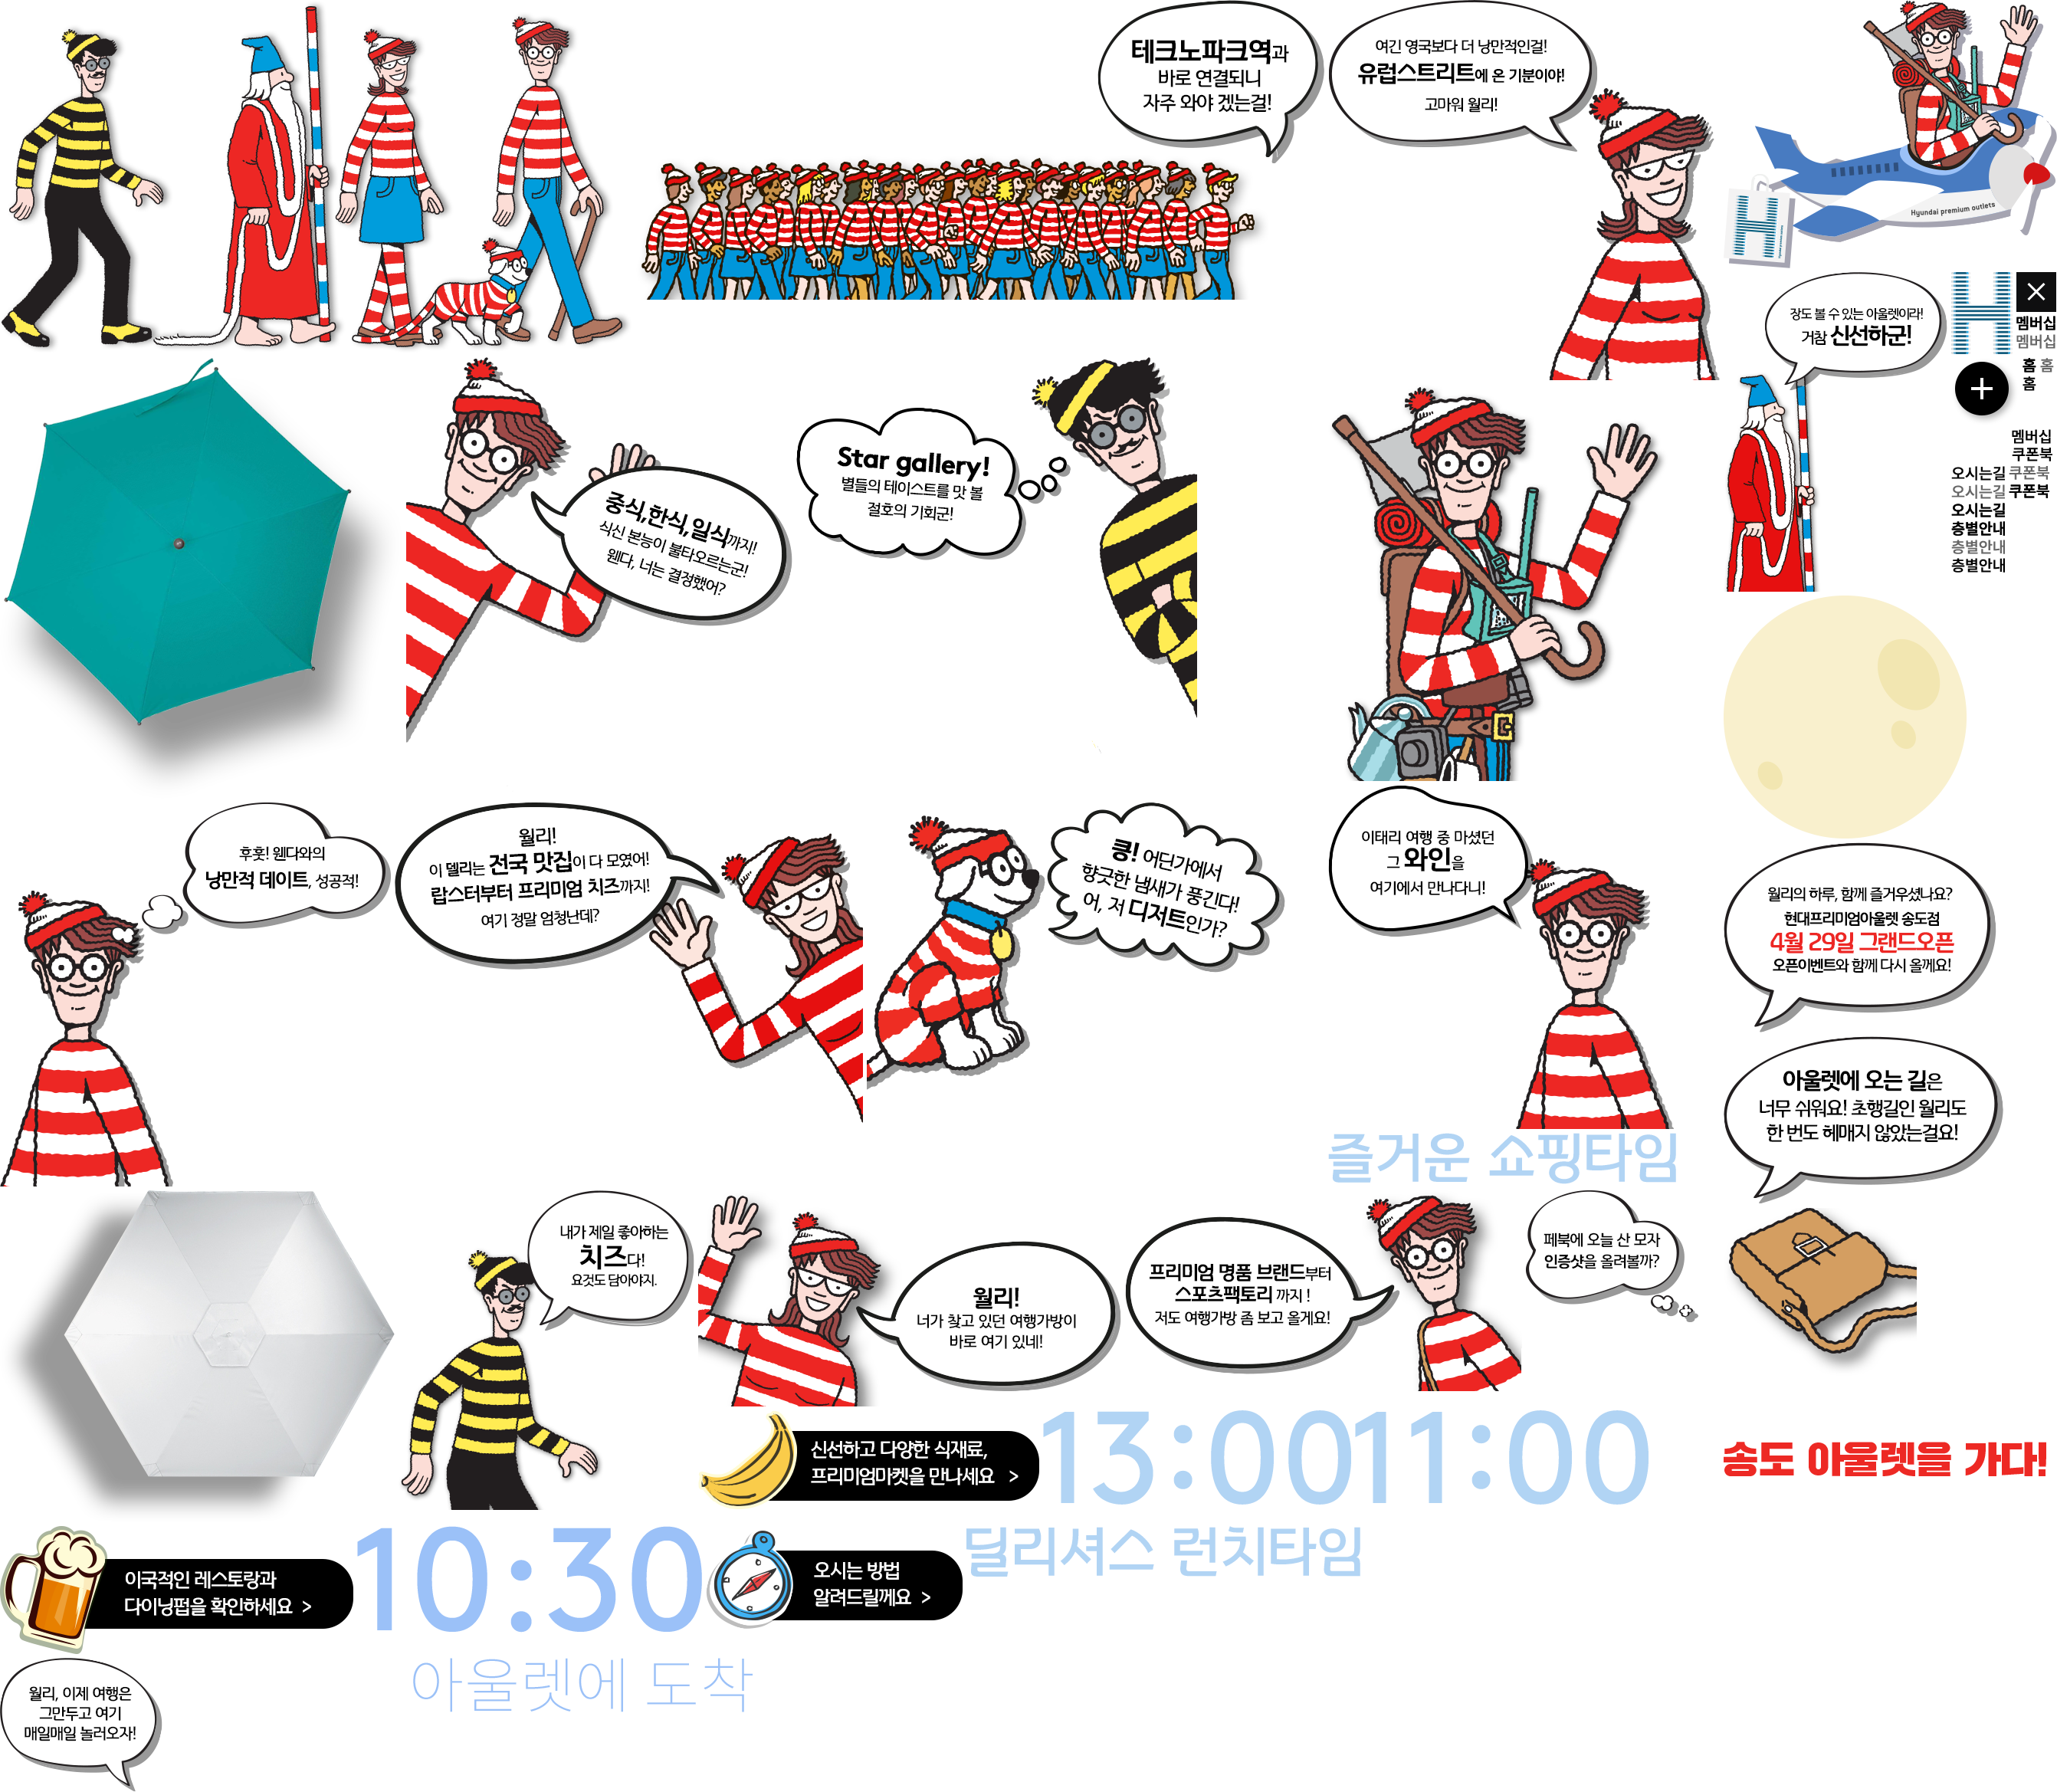 테크노파크역과
바로 연결되니
자주 와야 겠는걸!
여긴 영국보다 더 낭만적인걸!
유럽스트리트에 온 기분이야!
고마워 월리!
Hyundai premium outlets
장도 볼 수 있는 아울렛이라!
거참 신선하군!
멤버십
멤버십
홈 홈
홈
멤버십
쿠폰북
오시는길 쿠폰북
오시는길 쿠폰북
오시는길
층별안내
층별안내
층별안내
중식,한식,일식까지!
식신 본능이 불타오르는군!
웬다, 너는 결정했어?
Star gallery!
별들의 테이스트를 맛 볼
절호의 기회군!
후훗! 웬다와의
낭만적 데이트, 성공적!
월리!
이 델리는 전국 맛집이 다 모였어!
랍스터부터 프리미엄 치즈까지!
여기 정말 엄청난데?
킁! 어딘가에서
향긋한 냄새가 풍긴다!
어, 저 디저트인가?
이태리 여행 중 마셨던
그 와인을
여기에서 만나다니!
월리의 하루, 함께 즐거우셨나요?
현대프리미엄아울렛 송도점
4월 29일 그랜드오픈
오픈이벤트와 함께 다시 올께요!
아울렛에 오는 길은
너무 쉬워요! 초행길인 월리도
한 번도 헤매지 않았는걸요!
즐거운 쇼핑타임
내가 제일 좋아하는
치즈다!
요것도 담아야지.
월리!
너가 찾고 있던 여행가방이
바로 여기 있네!
프리미엄 명품 브랜드부터
스포츠팩토리 까지 !
저도 여행가방 좀 보고 올게요!
페북에 오늘 산 모자
인증샷을 올려볼까?
신선하고 다양한 식재료,
프리미엄마켓을 만나세요 >
13:00
11:00
송도 아울렛을 가다!
이국적인 레스토랑과
다이닝펍을 확인하세요 >
10:30
아울렛에 도착
오시는 방법
알려드릴께요 >
딜리셔스 런치타임
월리, 이제 여행은
그만두고 여기
매일매일 놀러오자!